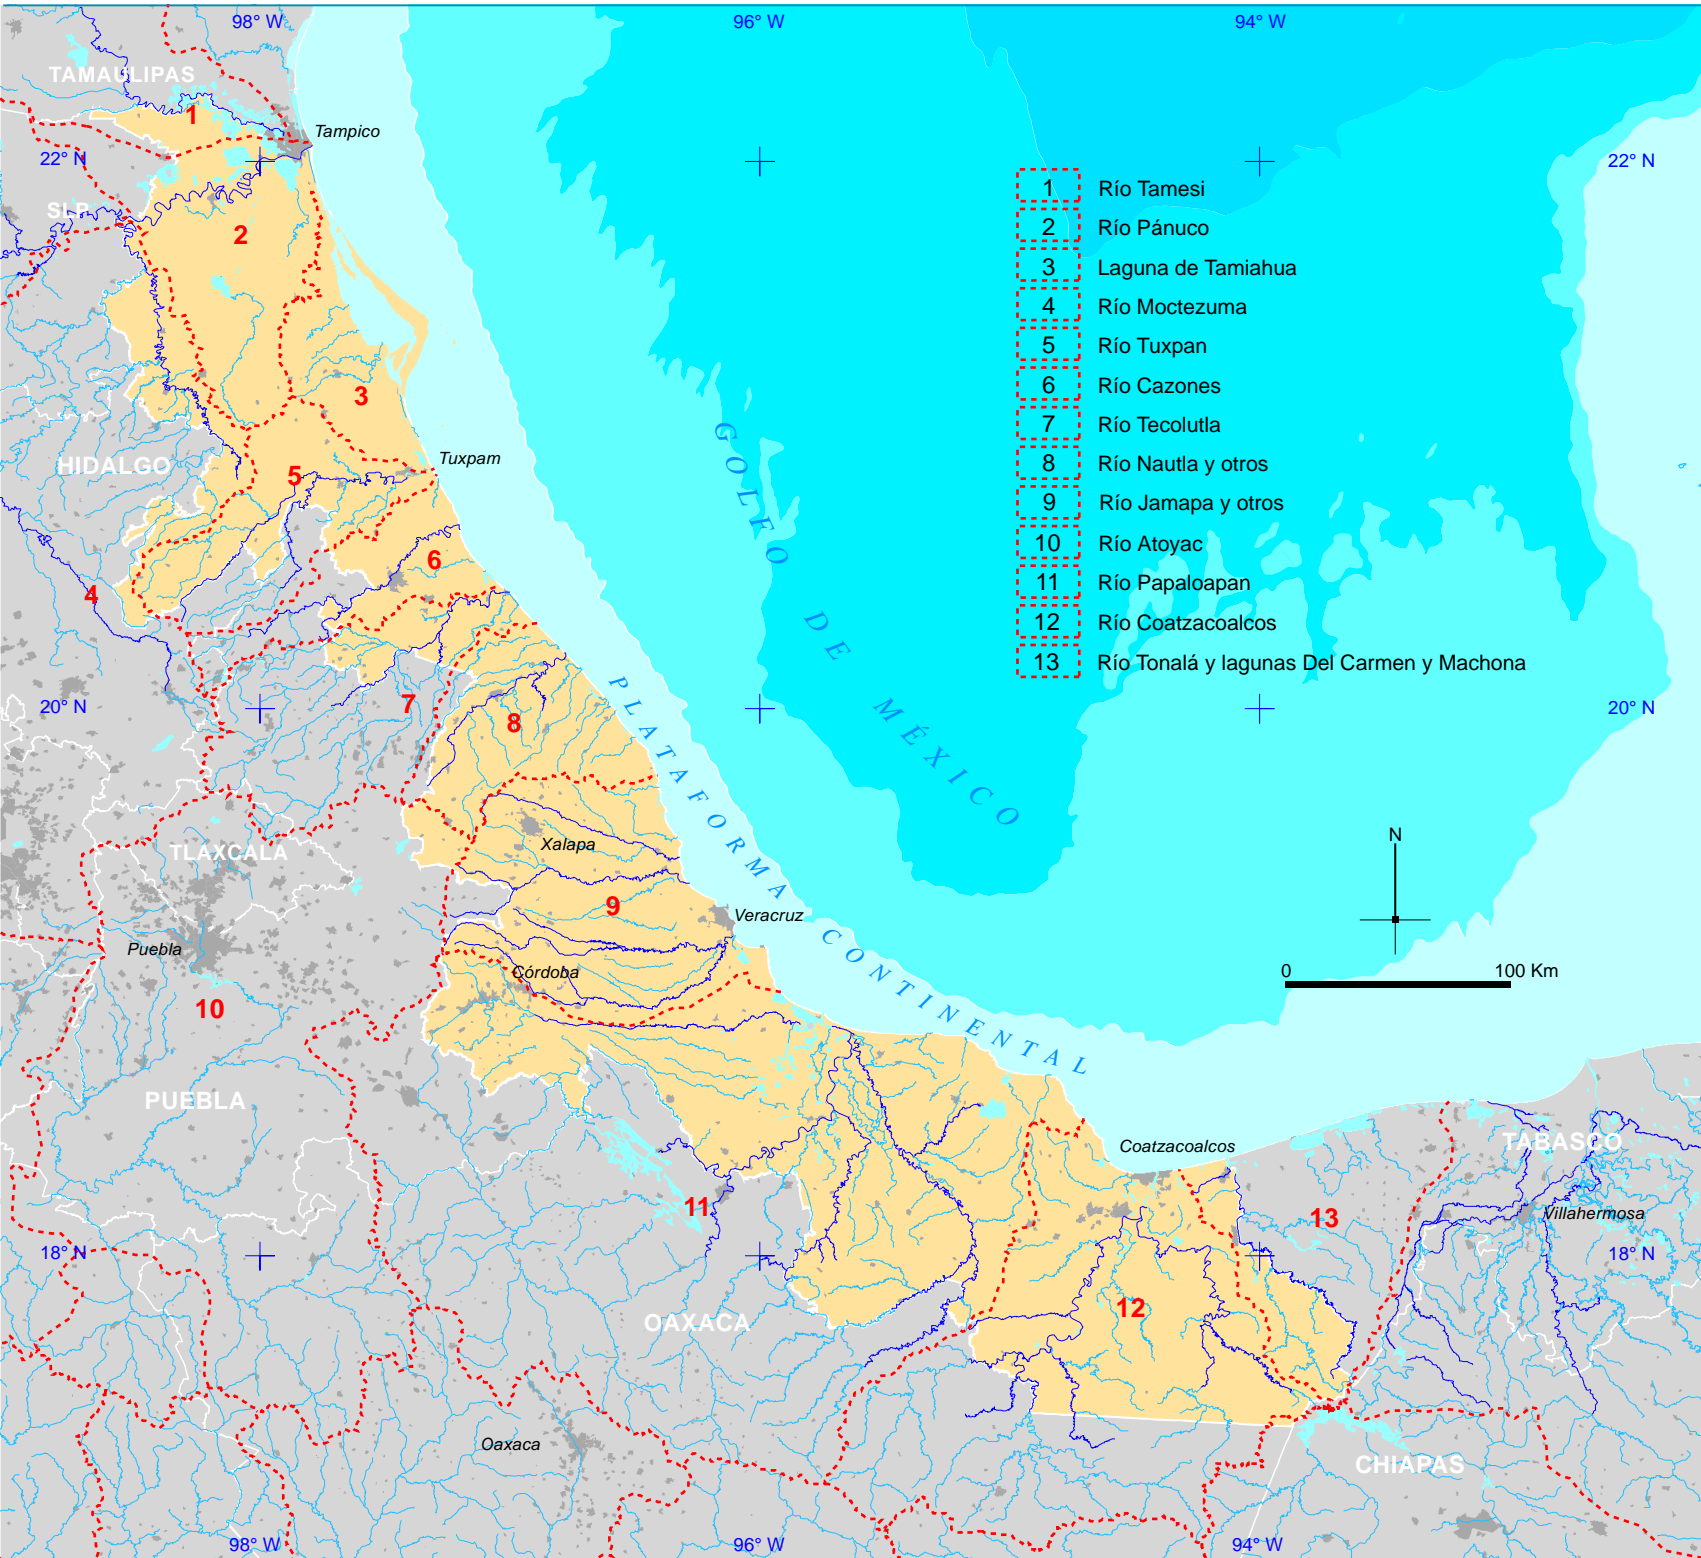 98° W
96° W
94° W
TAMAULIPAS
1
Tampico
22° N
22° N
SLP
2
1 Río Tamesi
2 Río Pánuco
3 Laguna de Tamiahua
4 Río Moctezuma
5 Río Tuxpan
6 Río Cazones
7 Río Tecolutla
8 Río Nautla y otros
9 Río Jamapa y otros
10 Río Atoyac
11 Río Papaloapan
12 Río Coatzacoalcos
13 Río Tonalá y lagunas Del Carmen y Machona
3
HIDALGO
Tuxpam
5
GOLFO DE MÉXICO
6
4
20° N
20° N
7
8
PLATAFORMA CONTINENTAL
N
TLAXCALA
Xalapa
9
Veracruz
Puebla
Córdoba
0 100 Km
10
PUEBLA
Coatzacoalcos
TABASCO
11
13
Villahermosa
18° N
18° N
OAXACA
12
Oaxaca
CHIAPAS
98° W
96° W
94° W